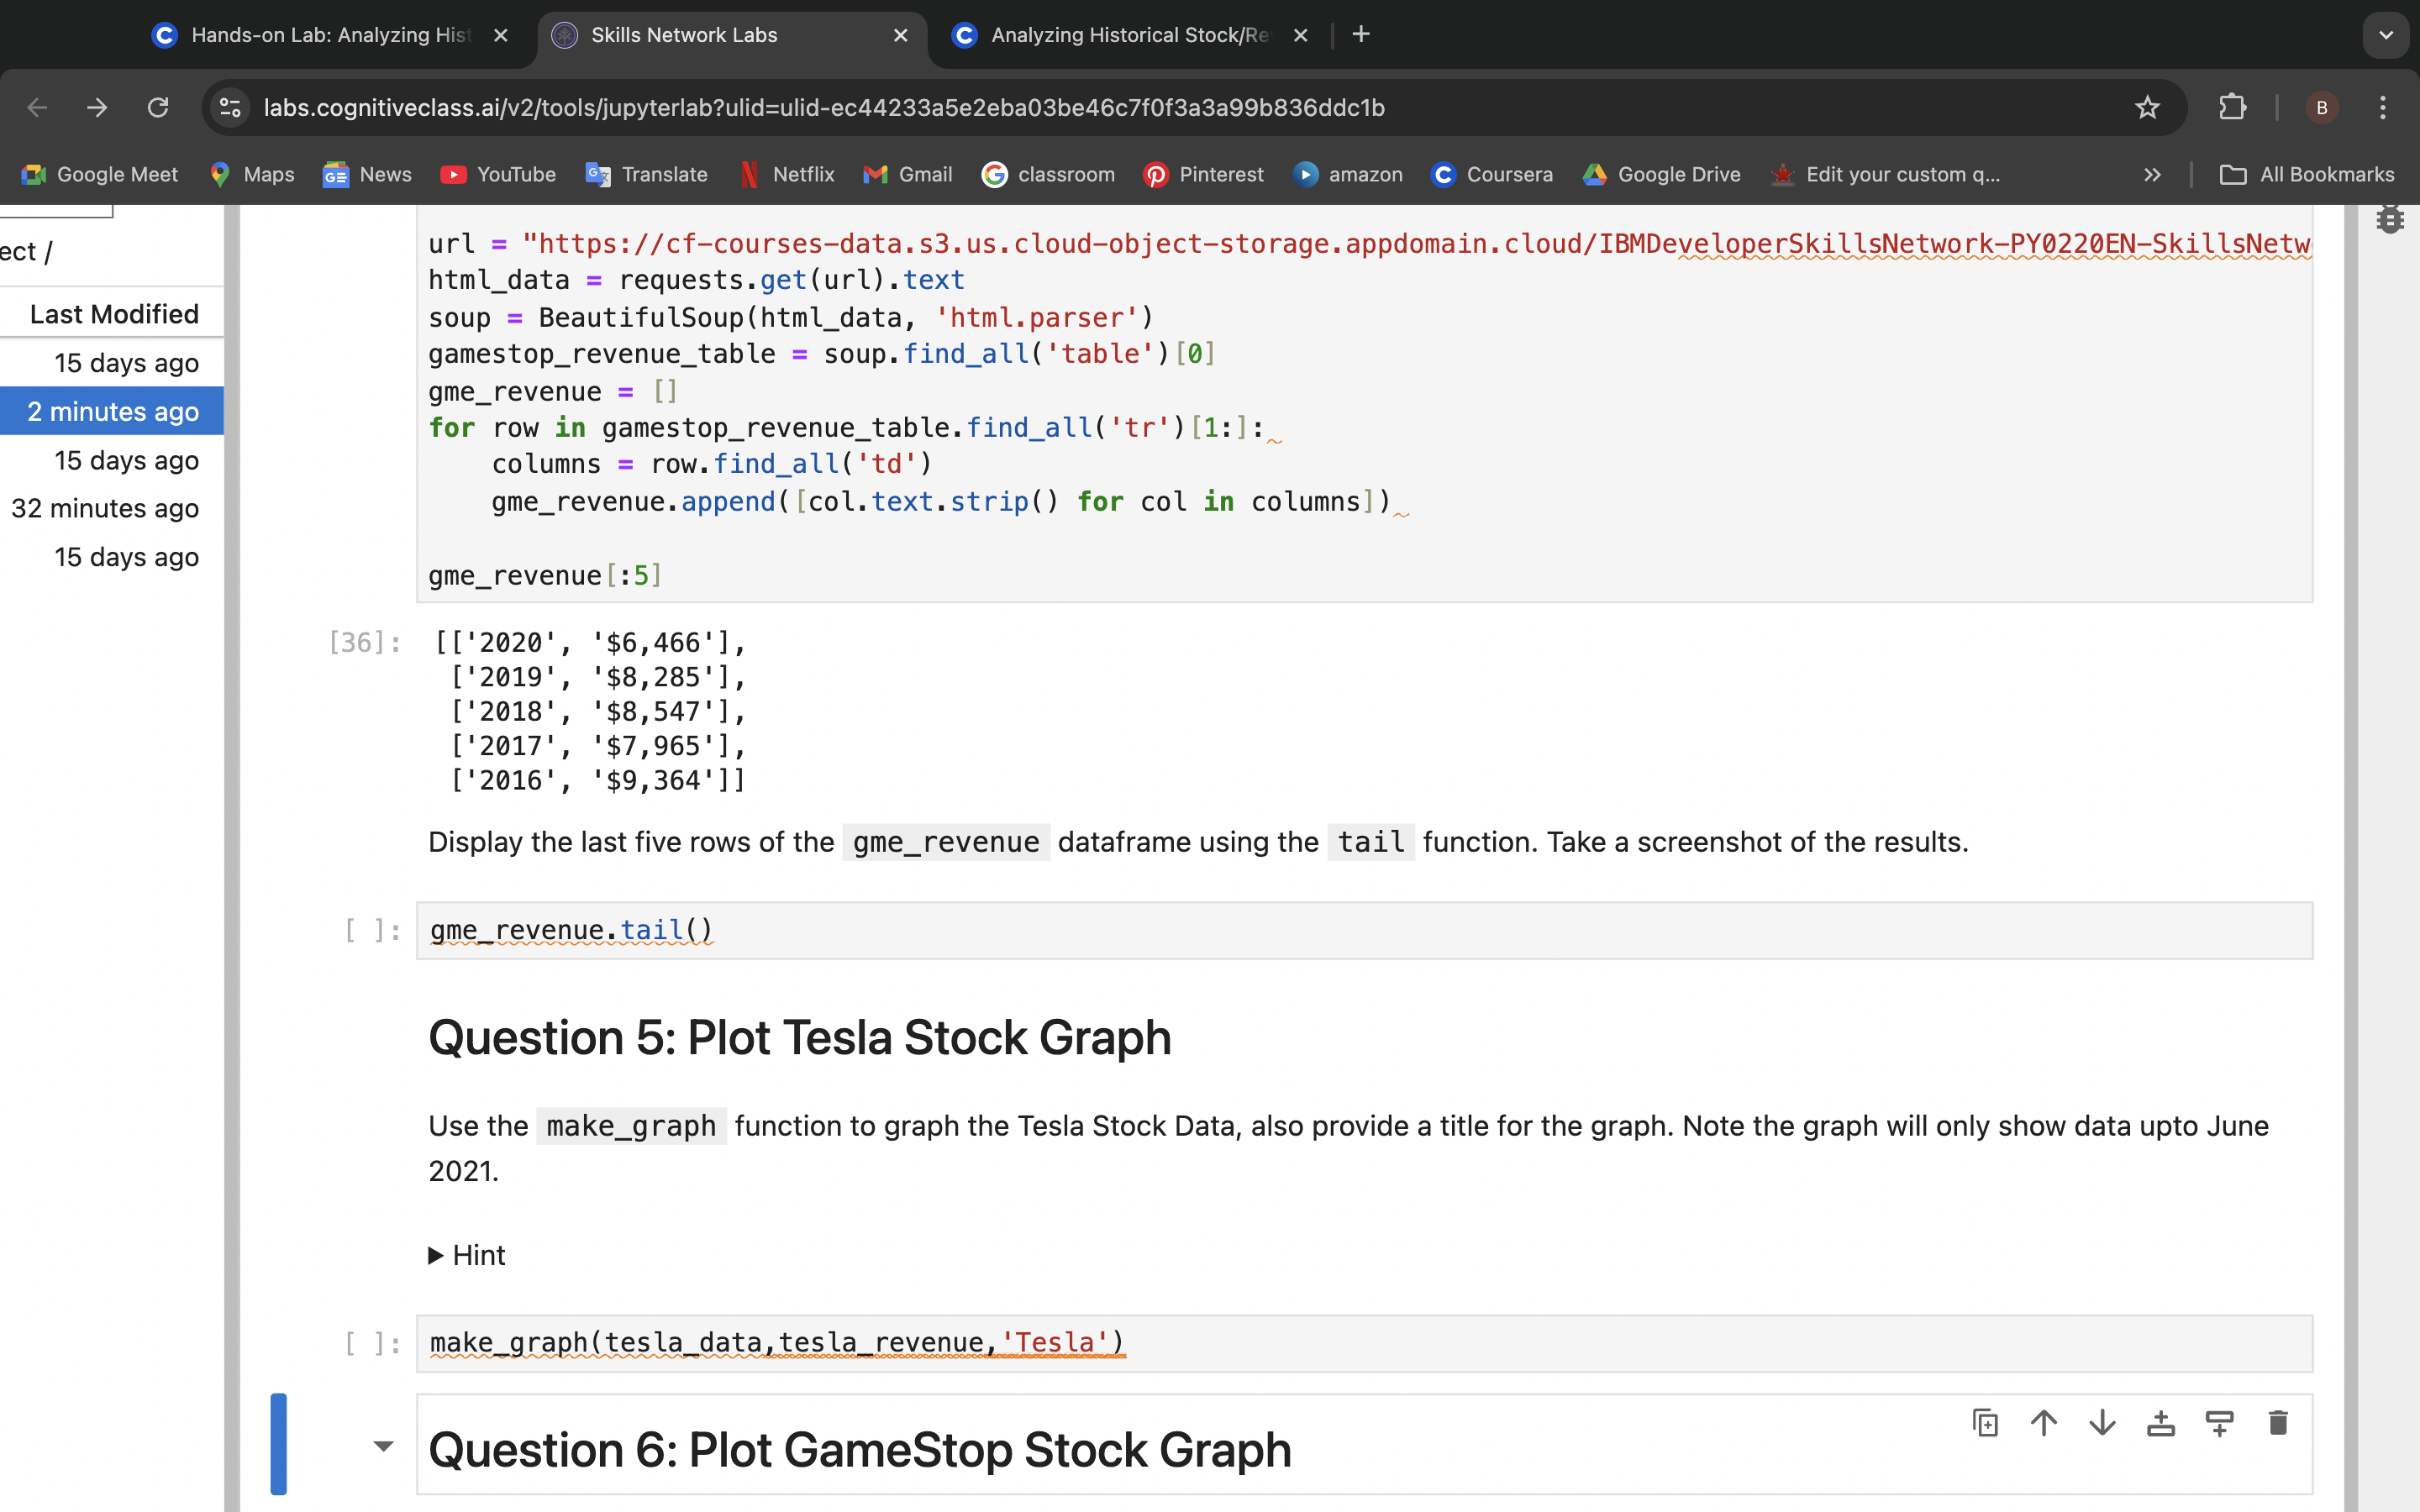 Hands-on Lab: Analyzing Hist
Skills Network Labs
Analyzing Historical Stock/Re
labs.cognitiveclass.ai/v2/tools/jupyterlab?ulid=ulid-ec44233a5e2eba03be46c7f0f3a3a99b836ddc1b
B
Google Meet Maps News YouTube Translate Netflix Gmail classroom Pinterest amazon Coursera Google Drive Edit your custom q... All Bookmarks
ect /
Last Modified
15 days ago
2 minutes ago
15 days ago
32 minutes ago
15 days ago
url = "https://cf-courses-data.s3.us.cloud-object-storage.appdomain.cloud/IBMDeveloperSkillsNetwork-PY0220EN-SkillsNetw
html_data = requests.get(url).text
soup = BeautifulSoup(html_data, 'html.parser')
gamestop_revenue_table = soup.find_all('table')[0]
gme_revenue = []
for row in gamestop_revenue_table.find_all('tr')[1:]:
    columns = row.find_all('td')
    gme_revenue.append([col.text.strip() for col in columns])
gme_revenue[:5]
[36]: [['2020', '$6,466'],
['2019', '$8,285'],
['2018', '$8,547'],
['2017', '$7,965'],
['2016', '$9,364']]
Display the last five rows of the gme_revenue dataframe using the tail function. Take a screenshot of the results.
[ ]: gme_revenue.tail()
Question 5: Plot Tesla Stock Graph
Use the make_graph function to graph the Tesla Stock Data, also provide a title for the graph. Note the graph will only show data upto June
2021.
Hint
[ ]: make_graph(tesla_data,tesla_revenue,'Tesla')
Question 6: Plot GameStop Stock Graph